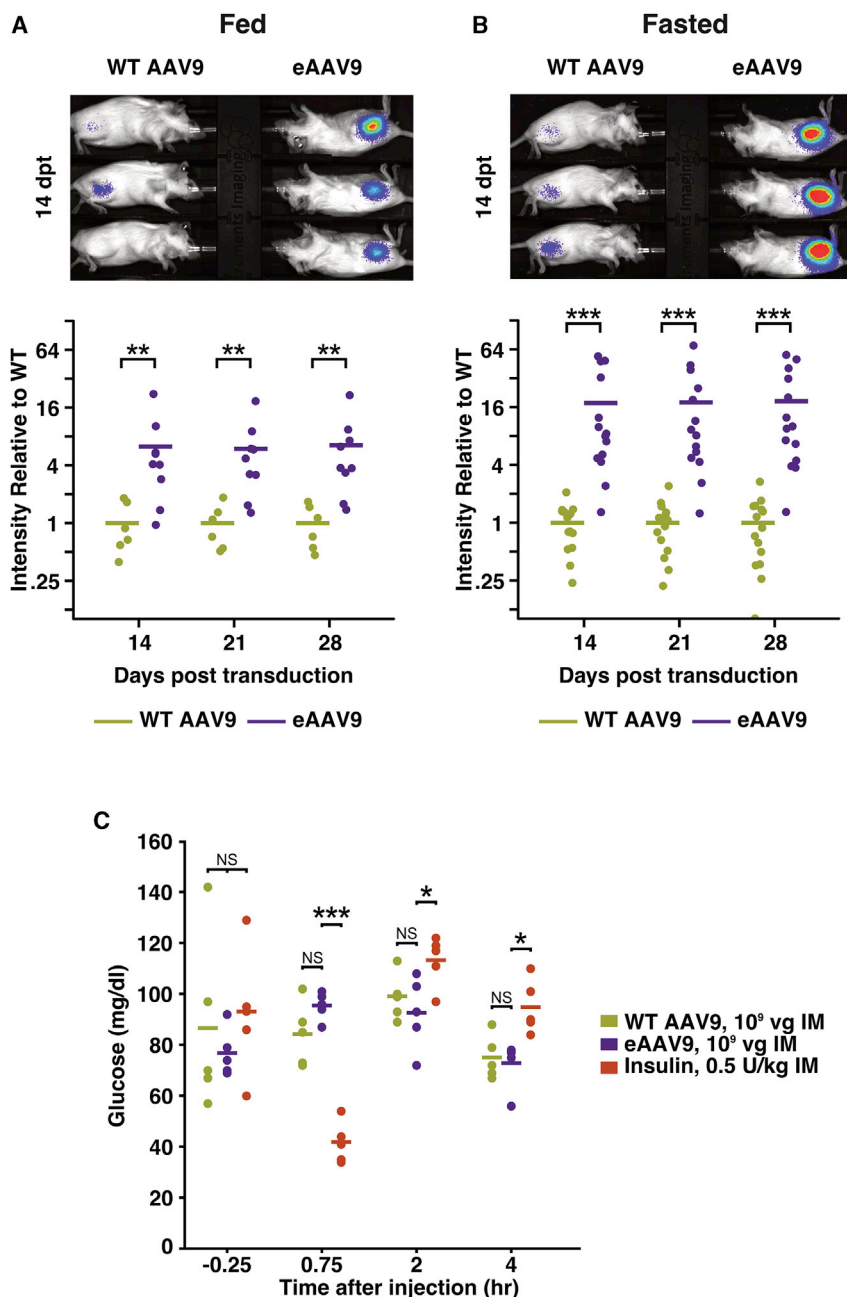 A
Fed
WT AAV9 eAAV9
14 dpt
Intensity Relative to WT
64
16
4
1
.25
** ** **
14 21 28
Days post transduction
WT AAV9 eAAV9
B
Fasted
WT AAV9 eAAV9
14 dpt
Intensity Relative to WT
64
16
4
1
.25
*** *** ***
14 21 28
Days post transduction
WT AAV9 eAAV9
C
Glucose (mg/dl)
160
140
120
100
80
60
40
20
0
NS
NS ***
NS *
NS *
-0.25 0.75 2 4
Time after injection (hr)
WT AAV9, 10⁹ vg IM
eAAV9, 10⁹ vg IM
Insulin, 0.5 U/kg IM